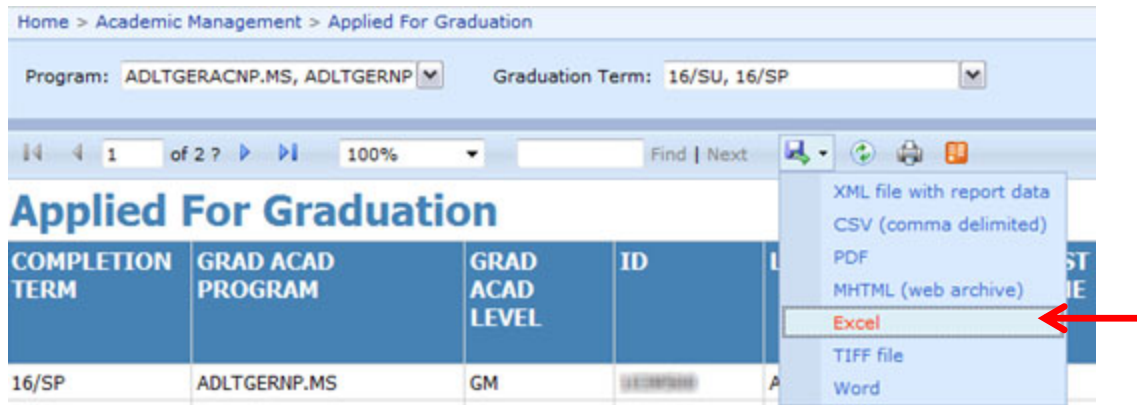 Home > Academic Management > Applied For Graduation
Program: ADLTGERACNP.MS, ADLTGERNP Graduation Term: 16/SU, 16/SP
1 of 2 ? 100% Find | Next
XML file with report data
CSV (comma delimited)
PDF
MHTML (web archive)
Excel
TIFF file
Word
Applied For Graduation
COMPLETION TERM
GRAD ACAD PROGRAM
GRAD ACAD LEVEL
ID
L
ST
IE
16/SP ADLTGERNP.MS GM A